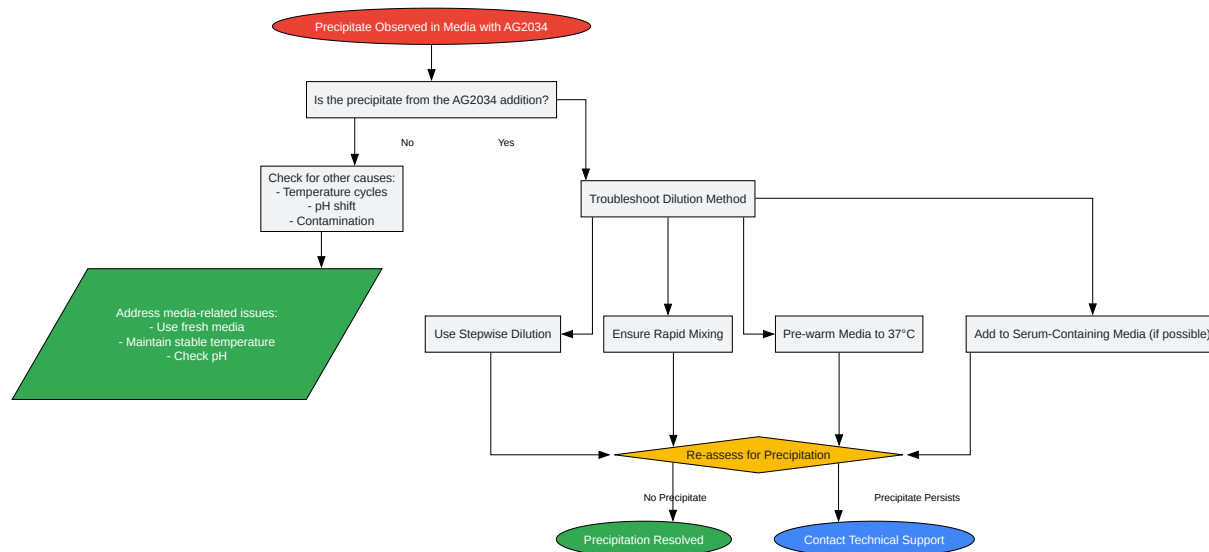 Precipitate Observed in Media with AG2034
Is the precipitate from the AG2034 addition?
No
Yes
Check for other causes:
- Temperature cycles
- pH shift
- Contamination
Troubleshoot Dilution Method
Address media-related issues:
- Use fresh media
- Maintain stable temperature
- Check pH
Use Stepwise Dilution
Ensure Rapid Mixing
Pre-warm Media to 37°C
Add to Serum-Containing Media (if possible)
Re-assess for Precipitation
No Precipitate
Precipitate Persists
Precipitation Resolved
Contact Technical Support